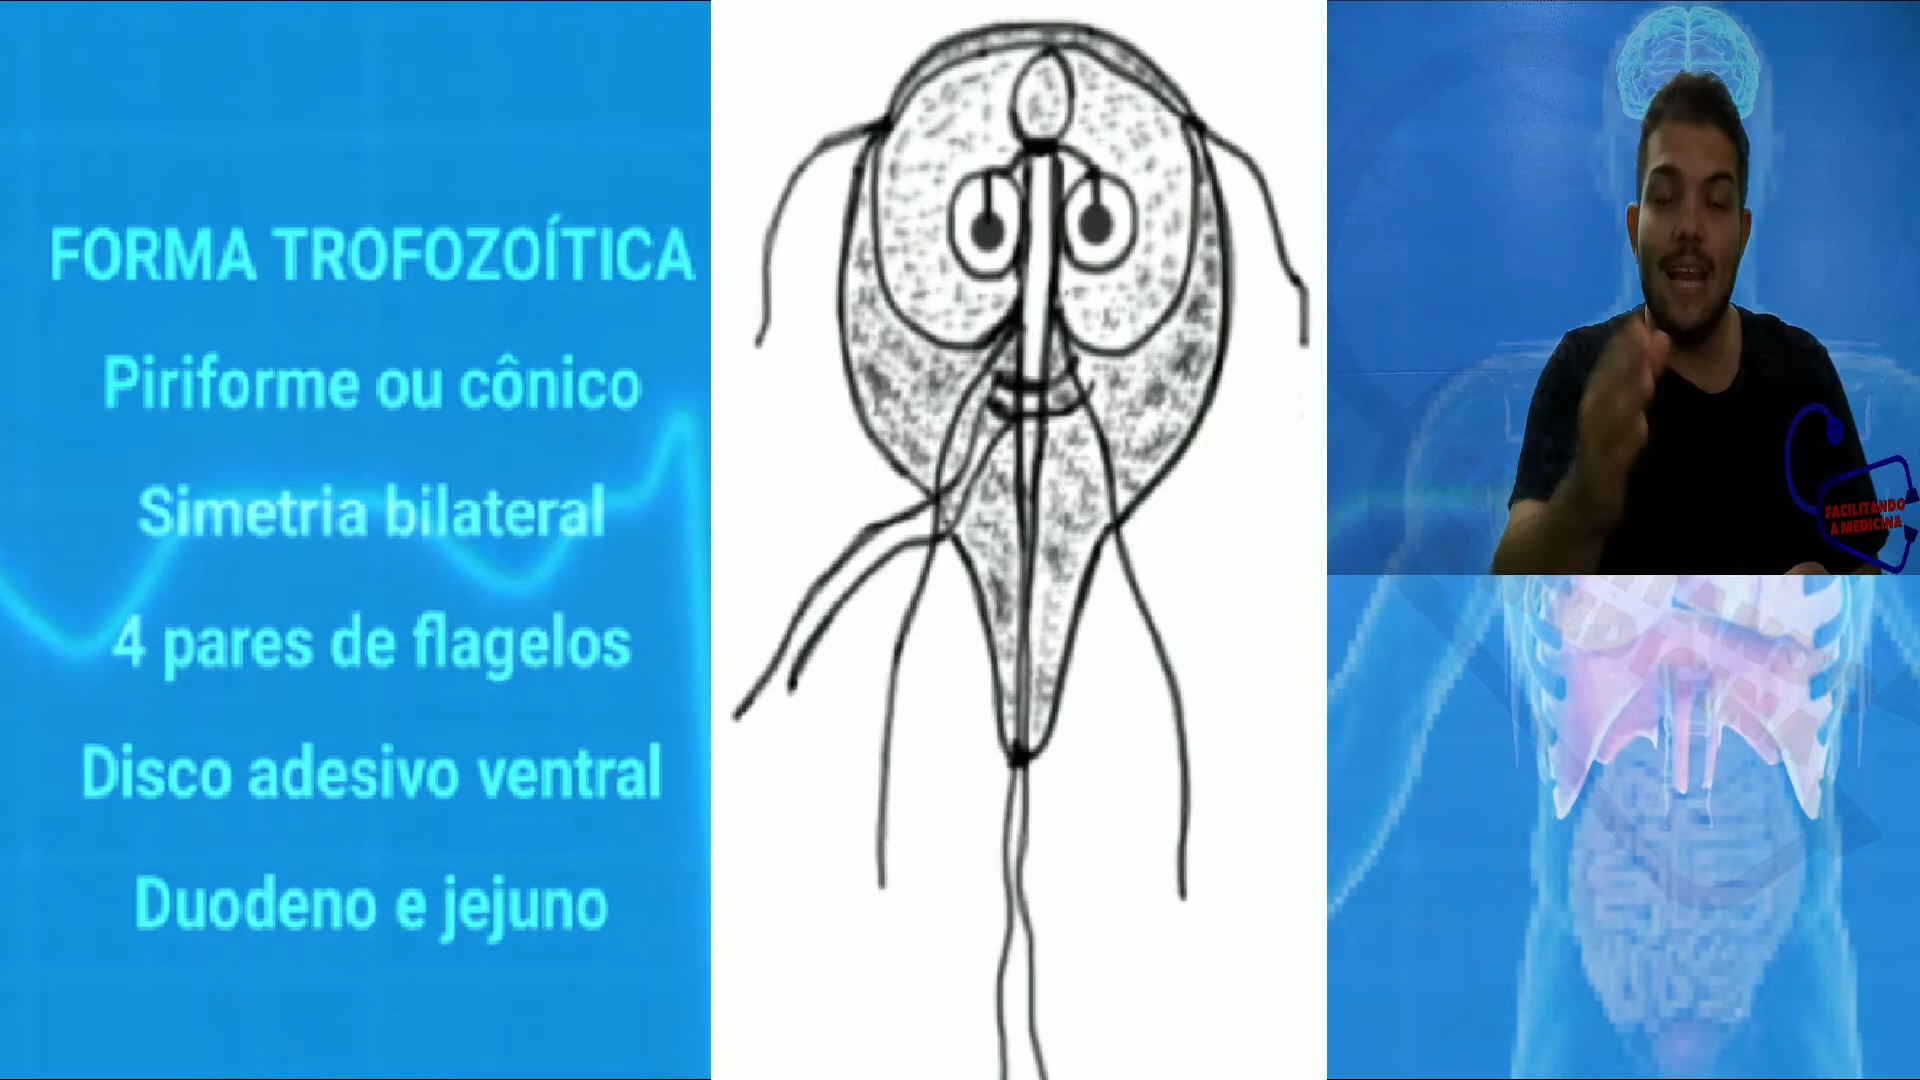 FORMA TROFOZOÍTICA
Piriforme ou cônico
Simetria bilateral
4 pares de flagelos
Disco adesivo ventral
Duodeno e jejuno
FACILITANDO
A MEDICINA